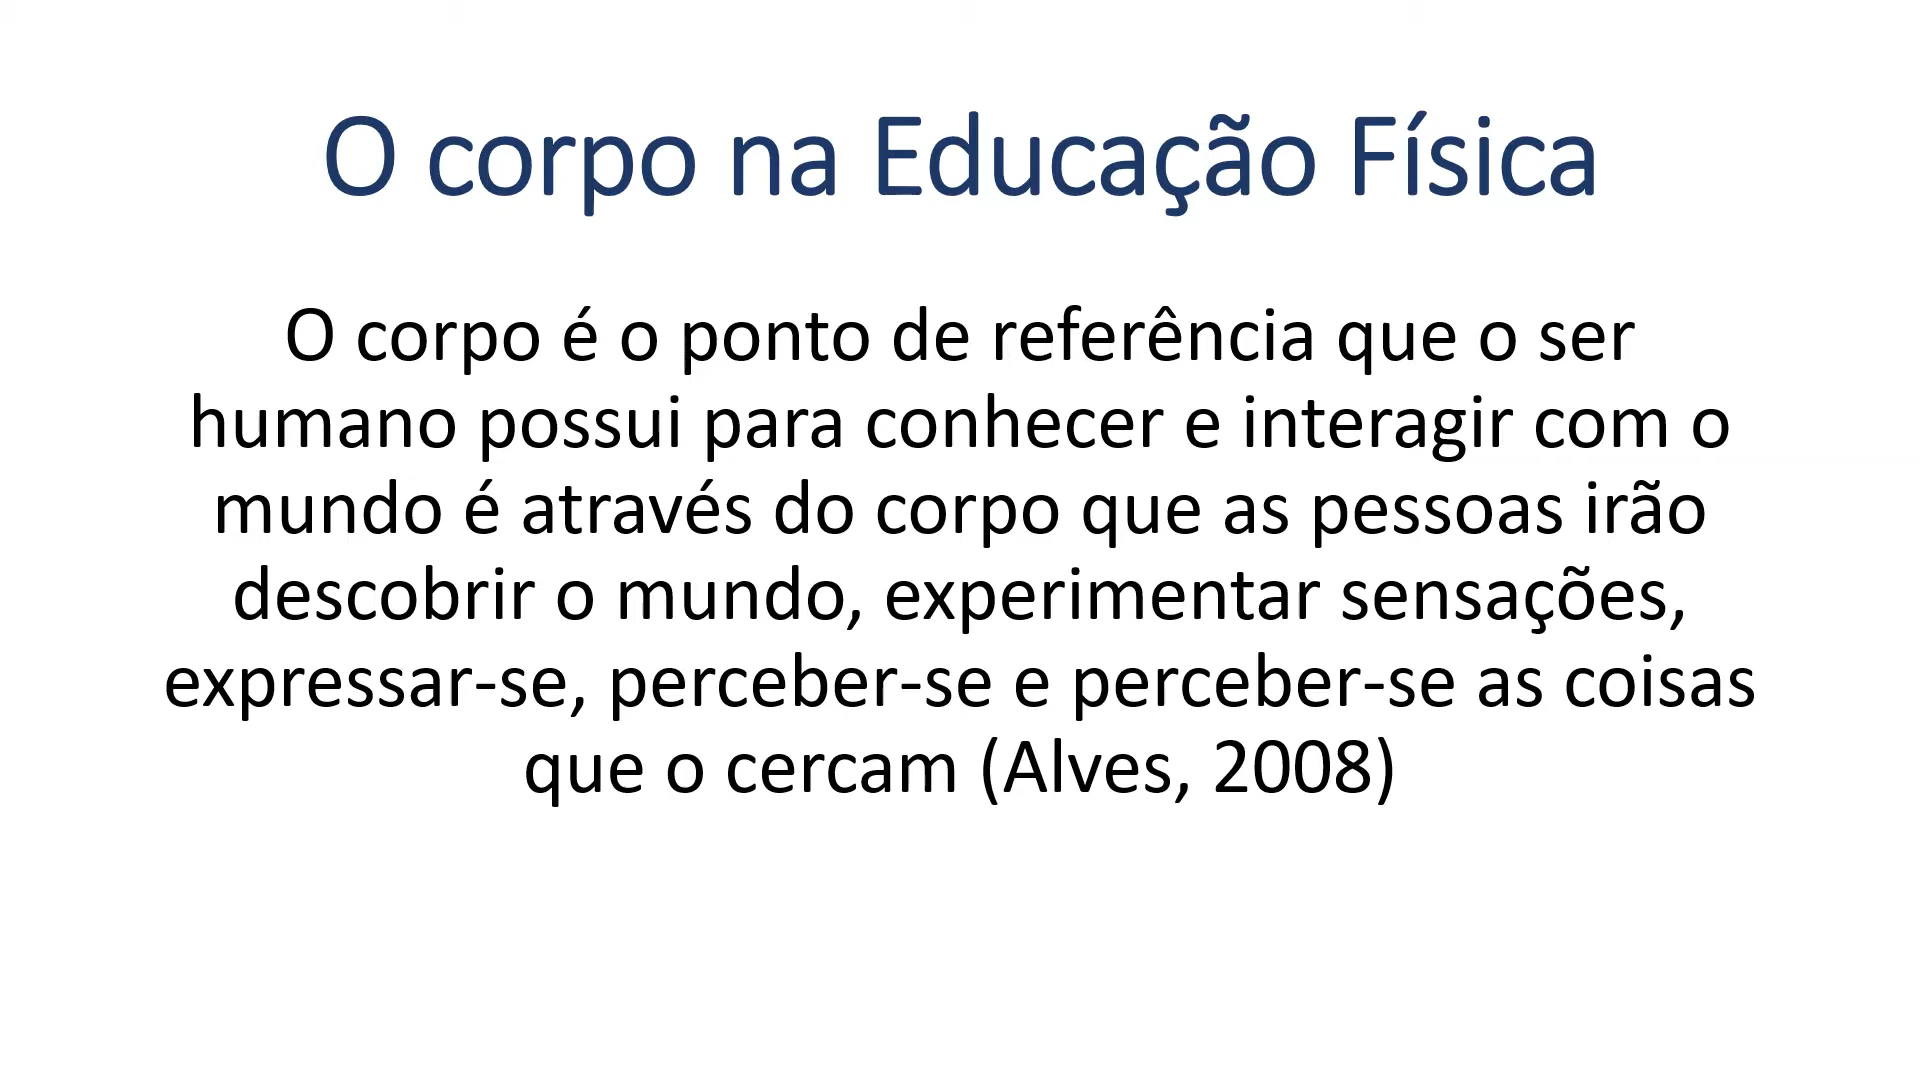 O corpo na Educação Física
O corpo é o ponto de referência que o ser
humano possui para conhecer e interagir com o
mundo é através do corpo que as pessoas irão
descobrir o mundo, experimentar sensações,
expressar-se, perceber-se e perceber-se as coisas
que o cercam (Alves, 2008)